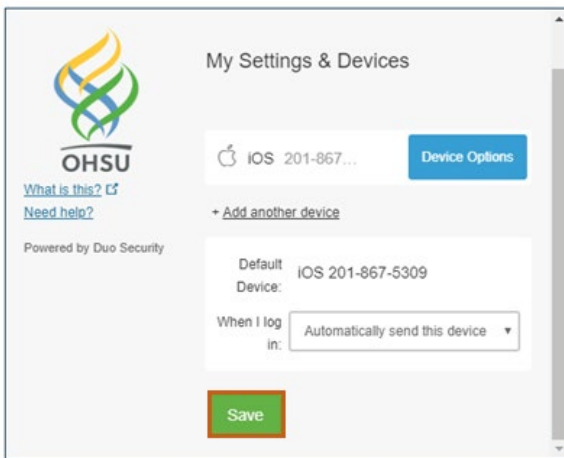 OHSU
What is this?
Need help?
Powered by Duo Security
My Settings & Devices
iOS 201-867...
Device Options
+ Add another device
Default
Device:
iOS 201-867-5309
When I log
in:
Automatically send this device
Save